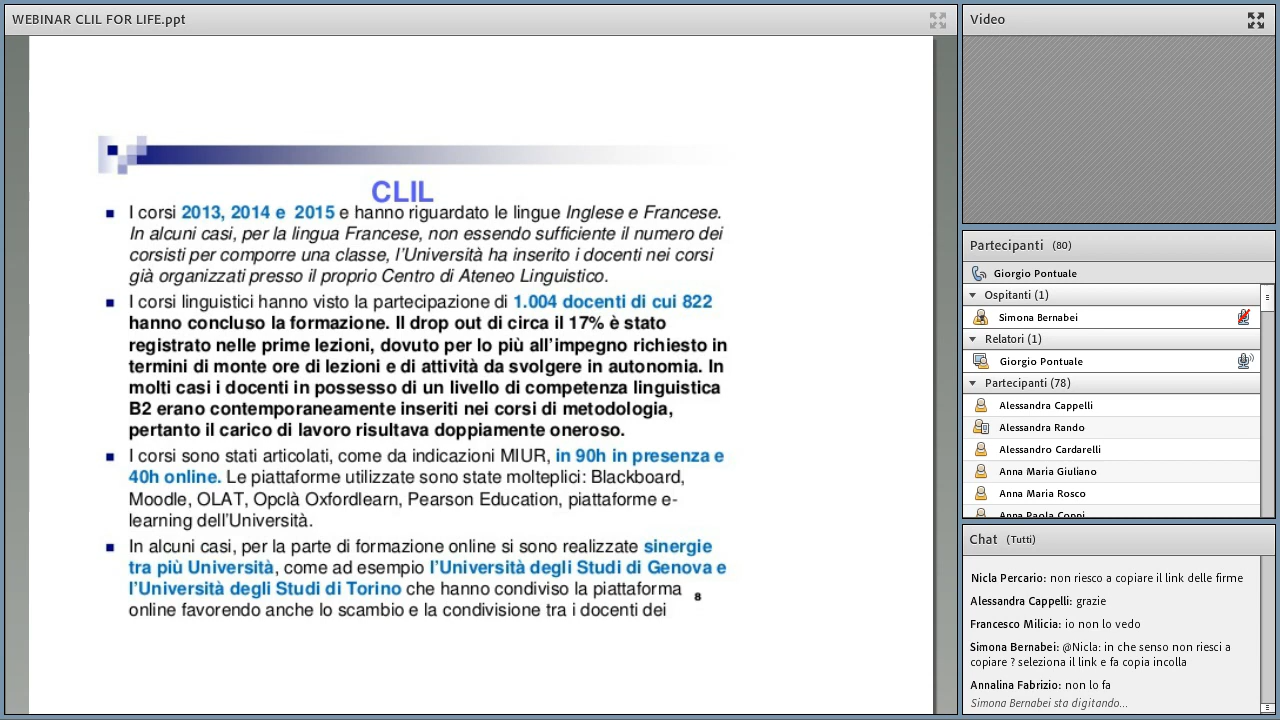 WEBINAR CLIL FOR LIFE.ppt
CLIL
I corsi 2013, 2014 e 2015 e hanno riguardato le lingue Inglese e Francese.
In alcuni casi, per la lingua Francese, non essendo sufficiente il numero dei
corsisti per comporre una classe, l'Università ha inserito i docenti nei corsi
già organizzati presso il proprio Centro di Ateneo Linguistico.
I corsi linguistici hanno visto la partecipazione di 1.004 docenti di cui 822
hanno concluso la formazione. Il drop out di circa il 17% è stato
registrato nelle prime lezioni, dovuto per lo più all'impegno richiesto in
termini di monte ore di lezioni e di attività da svolgere in autonomia. In
molti casi i docenti in possesso di un livello di competenza linguistica
B2 erano contemporaneamente inseriti nei corsi di metodologia,
pertanto il carico di lavoro risultava doppiamente oneroso.
I corsi sono stati articolati, come da indicazioni MIUR, in 90h in presenza e
40h online. Le piattaforme utilizzate sono state molteplici: Blackboard,
Moodle, OLAT, Opclà Oxfordlearn, Pearson Education, piattaforme e-
learning dell'Università.
In alcuni casi, per la parte di formazione online si sono realizzate sinergie
tra più Università, come ad esempio l'Università degli Studi di Genova e
l'Università degli Studi di Torino che hanno condiviso la piattaforma
online favorendo anche lo scambio e la condivisione tra i docenti dei
8
Video
Partecipanti (80)
Giorgio Pontuale
Ospitanti (1)
Simona Bernabei
Relatori (1)
Giorgio Pontuale
Partecipanti (78)
Alessandra Cappelli
Alessandra Rando
Alessandro Cardarelli
Anna Maria Giuliano
Anna Maria Rosco
Anna Paola Coppi
Chat (Tutti)
Nicla Percario: non riesco a copiare il link delle firme
Alessandra Cappelli: grazie
Francesco Milicia: io non lo vedo
Simona Bernabei: @Nicla: in che senso non riesci a
copiare ? seleziona il link e fa copia incolla
Annalina Fabrizio: non lo fa
Simona Bernabei sta digitando...